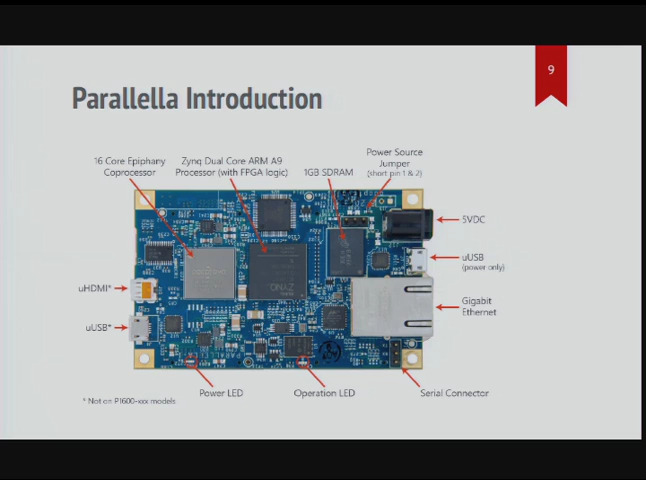 9
Parallella Introduction
16 Core Epiphany
Coprocessor
Zynq Dual Core ARM A9
Processor (with FPGA logic)
1GB SDRAM
Power Source
Jumper
(short pin 1 & 2)
5VDC
uUSB
(power only)
uHDMI*
ZYNQ
Gigabit
Ethernet
uUSB*
Power LED
Operation LED
Serial Connector
* Not on P1600-xxx models